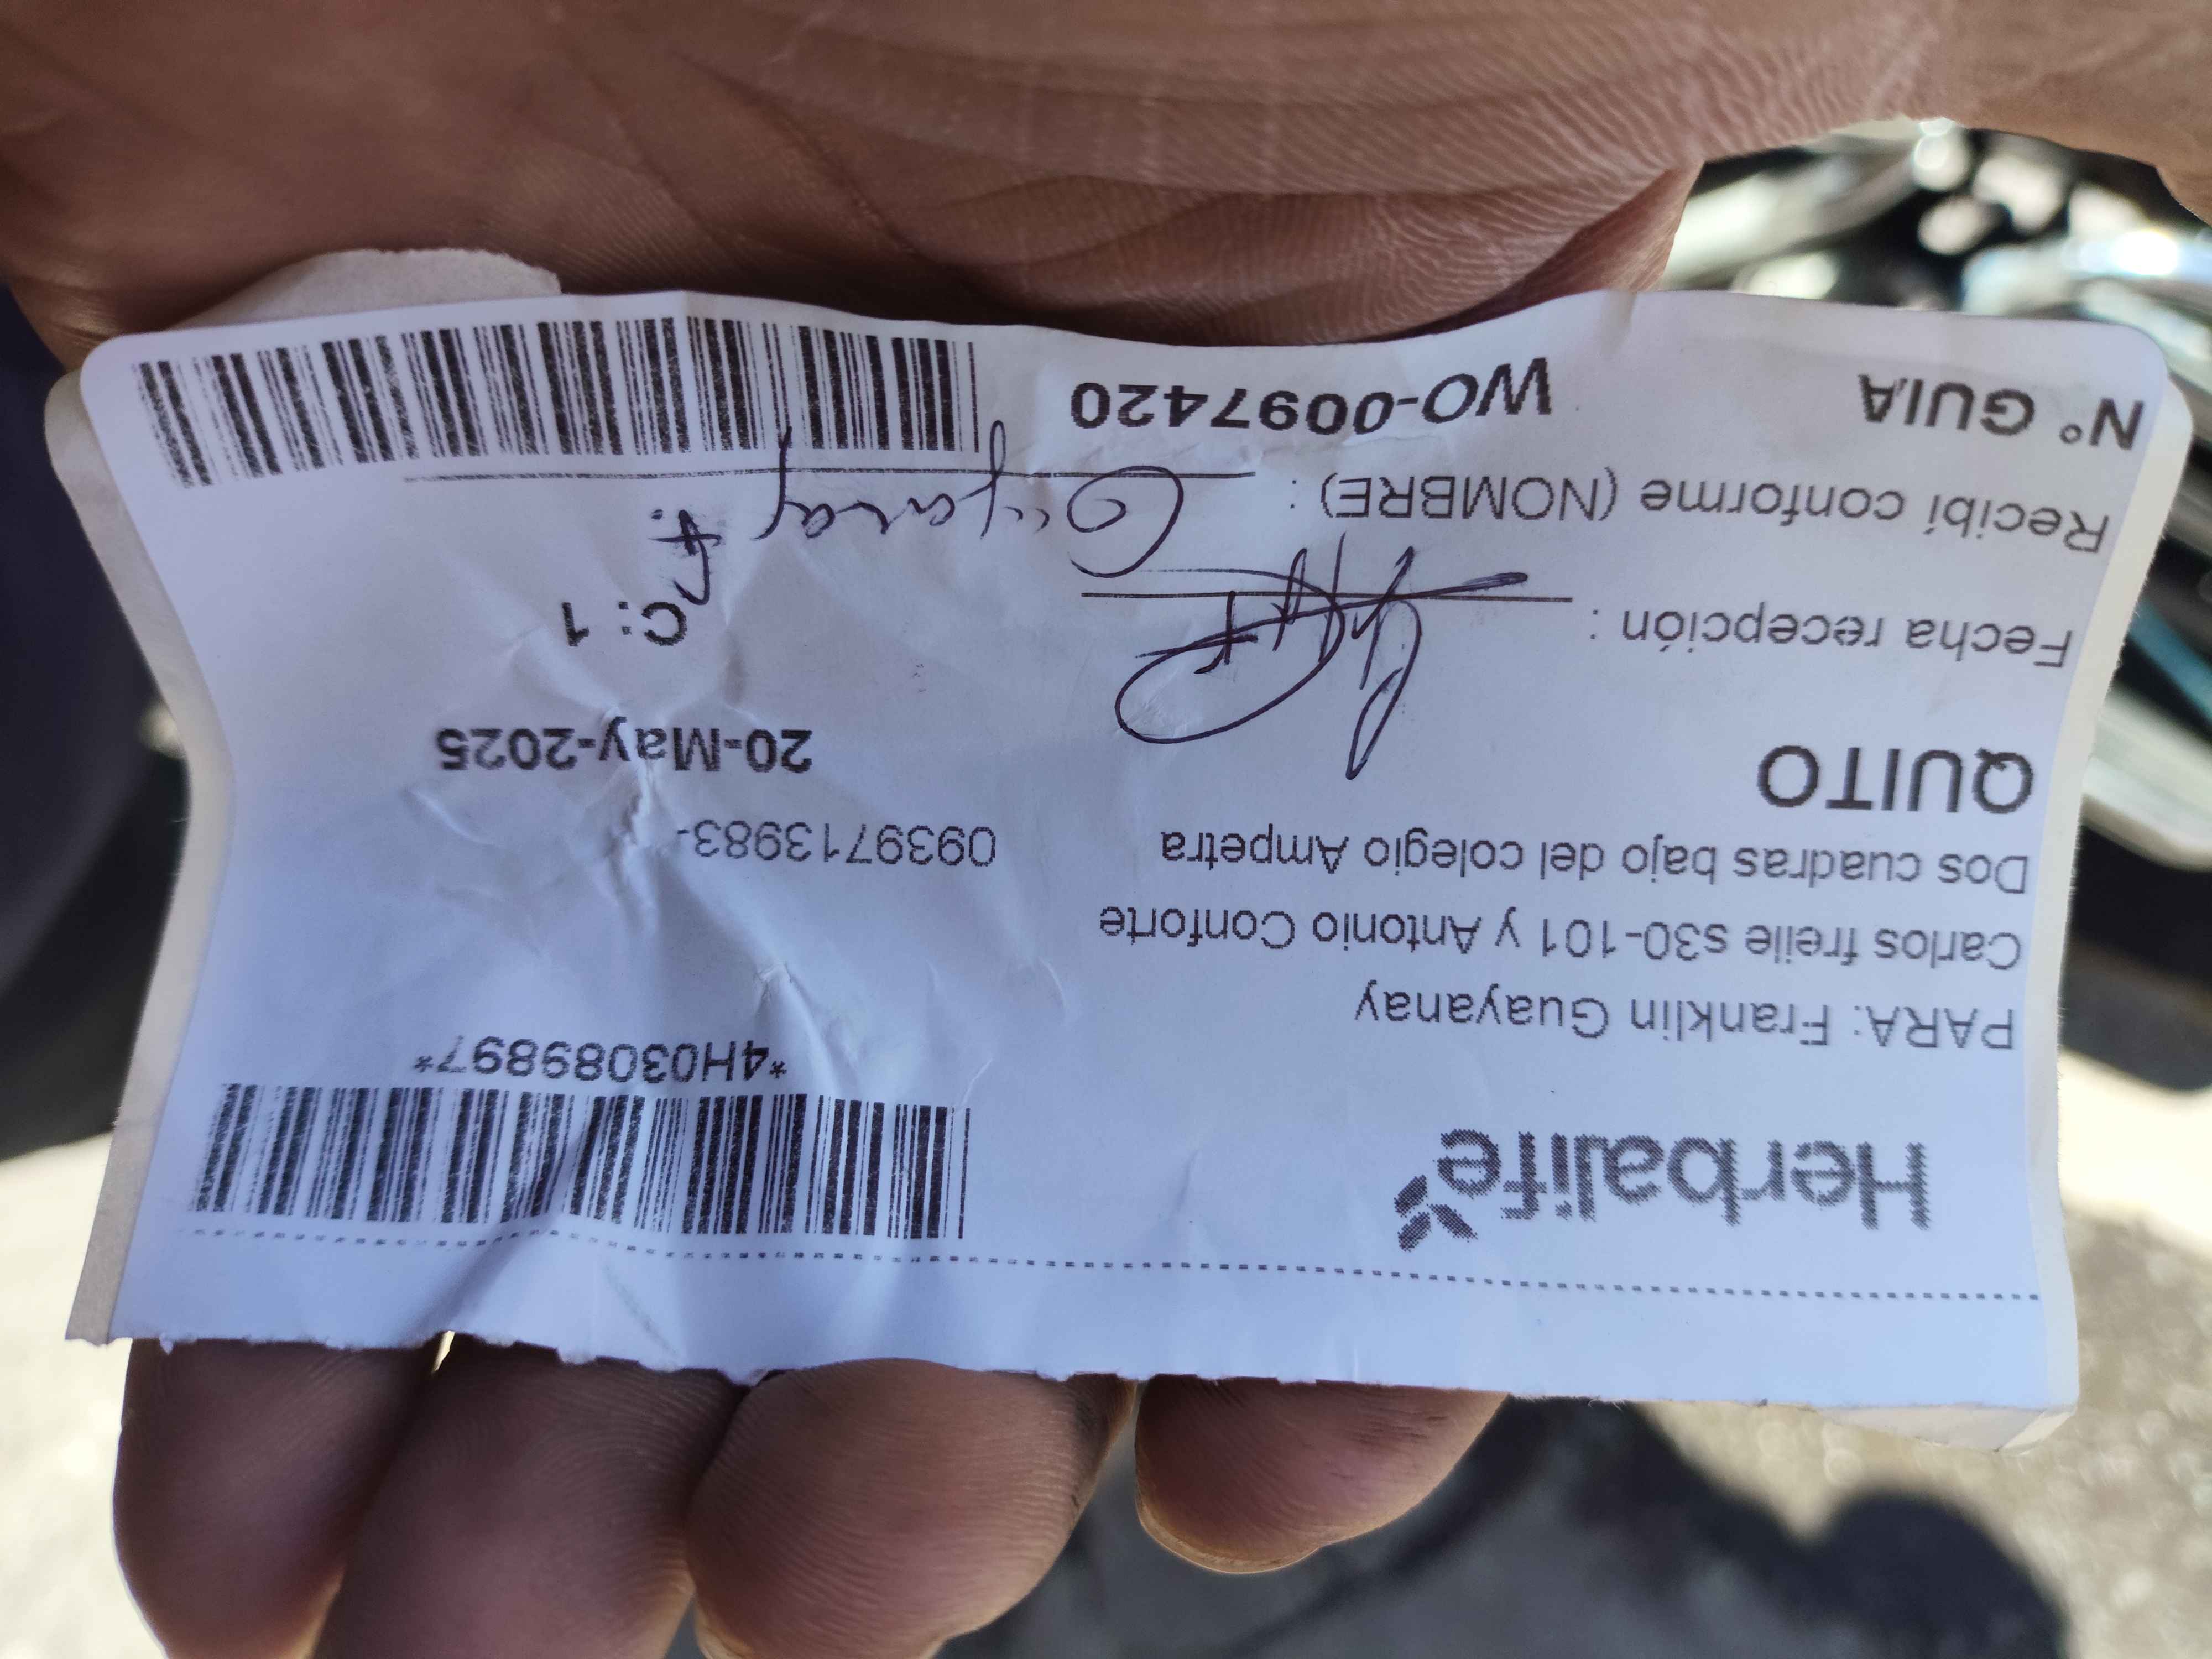 Herbalife
*4H03089897*
PARA: Franklin Guayanay
Carlos freile s30-101 y Antonio Conforte
Dos cuadras bajo del colegio Ampetra 0939713983-
QUITO 20-May-2025
Fecha recepción : C: 1
Recibí conforme (NOMBRE) : F.
N° GUIA WO-0097420